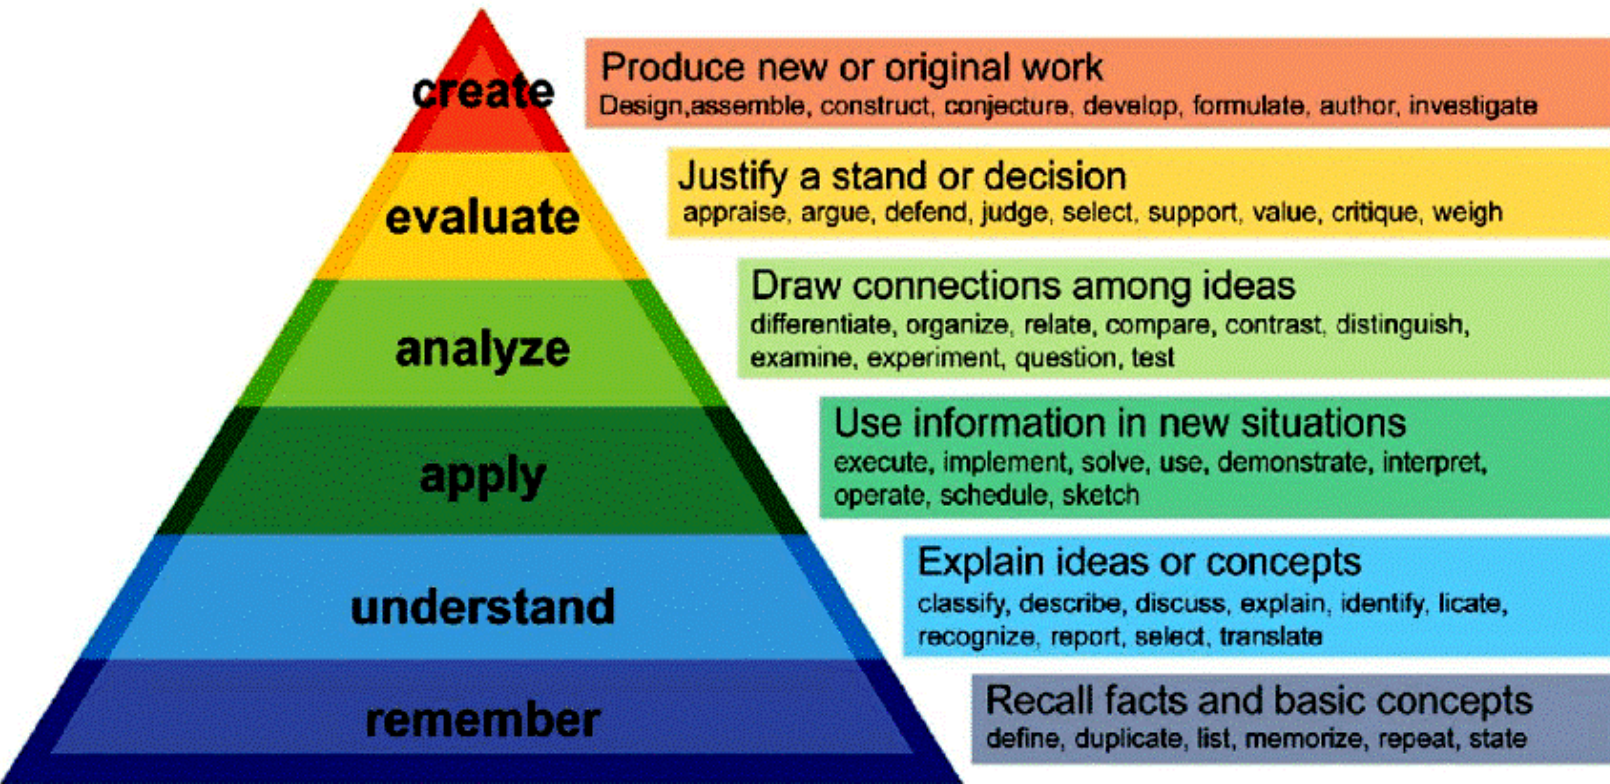 create
Produce new or original work
Design,assemble, construct, conjecture, develop, formulate, author, investigate
evaluate
Justify a stand or decision
appraise, argue, defend, judge, select, support, value, critique, weigh
analyze
Draw connections among ideas
differentiate, organize, relate, compare, contrast, distinguish,
examine, experiment, question, test
apply
Use information in new situations
execute, implement, solve, use, demonstrate, interpret,
operate, schedule, sketch
understand
Explain ideas or concepts
classify, describe, discuss, explain, identify, licate,
recognize, report, select, translate
remember
Recall facts and basic concepts
define, duplicate, list, memorize, repeat, state